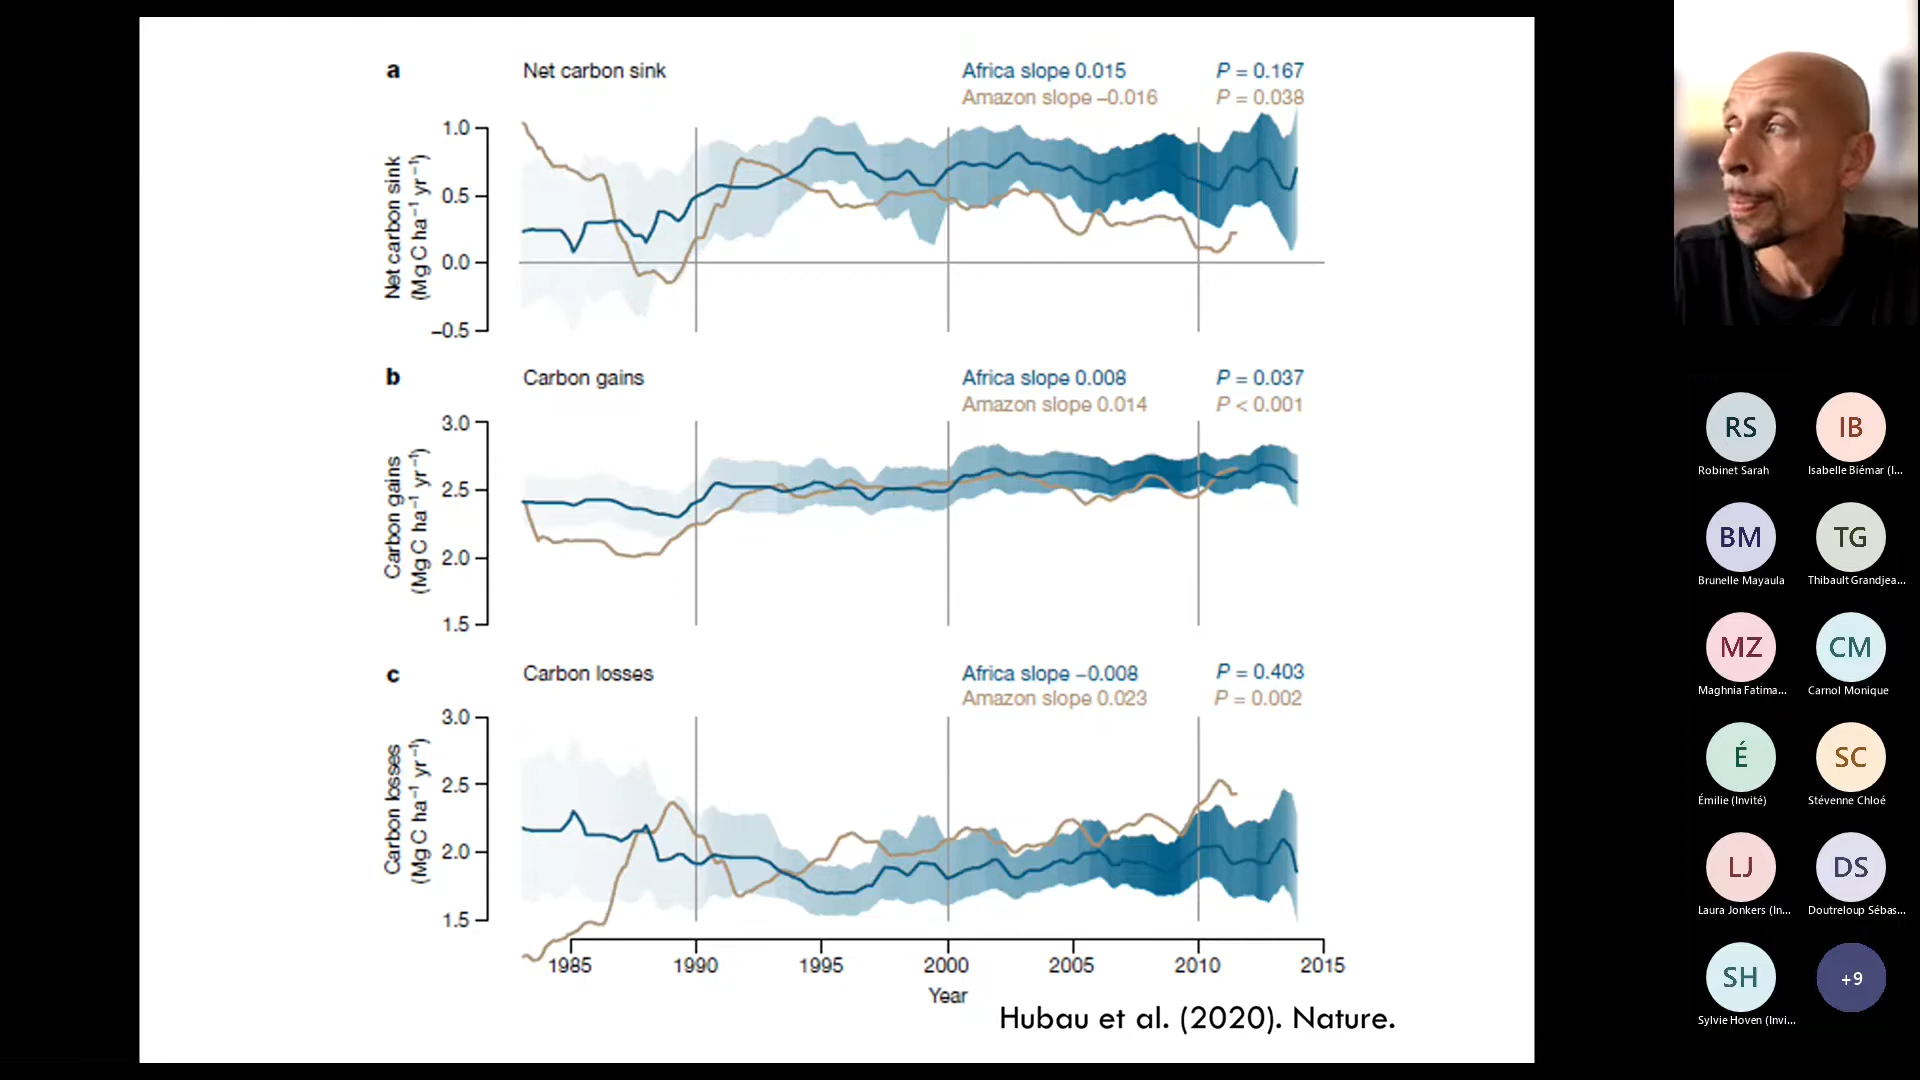 a Net carbon sink Africa slope 0.015 P = 0.167
Amazon slope –0.016 P = 0.038
1.0
0.5
0.0
–0.5
Net carbon sink
(Mg C ha⁻¹ yr⁻¹)
b Carbon gains Africa slope 0.008 P = 0.037
Amazon slope 0.014 P < 0.001
3.0
2.5
2.0
1.5
Carbon gains
(Mg C ha⁻¹ yr⁻¹)
c Carbon losses Africa slope –0.008 P = 0.403
Amazon slope 0.023 P = 0.002
3.0
2.5
2.0
1.5
Carbon losses
(Mg C ha⁻¹ yr⁻¹)
1985 1990 1995 2000 2005 2010 2015
Year
Hubau et al. (2020). Nature.
RS IB
Robinet Sarah Isabelle Biémar (I...
BM TG
Brunelle Mayaula Thibault Grandjea...
MZ CM
Maghnia Fatima... Carnol Monique
É SC
Émilie (Invité) Stévenne Chloé
LJ DS
Laura Jonkers (In... Doutreloup Sébas...
SH +9
Sylvie Hoven (Invi...